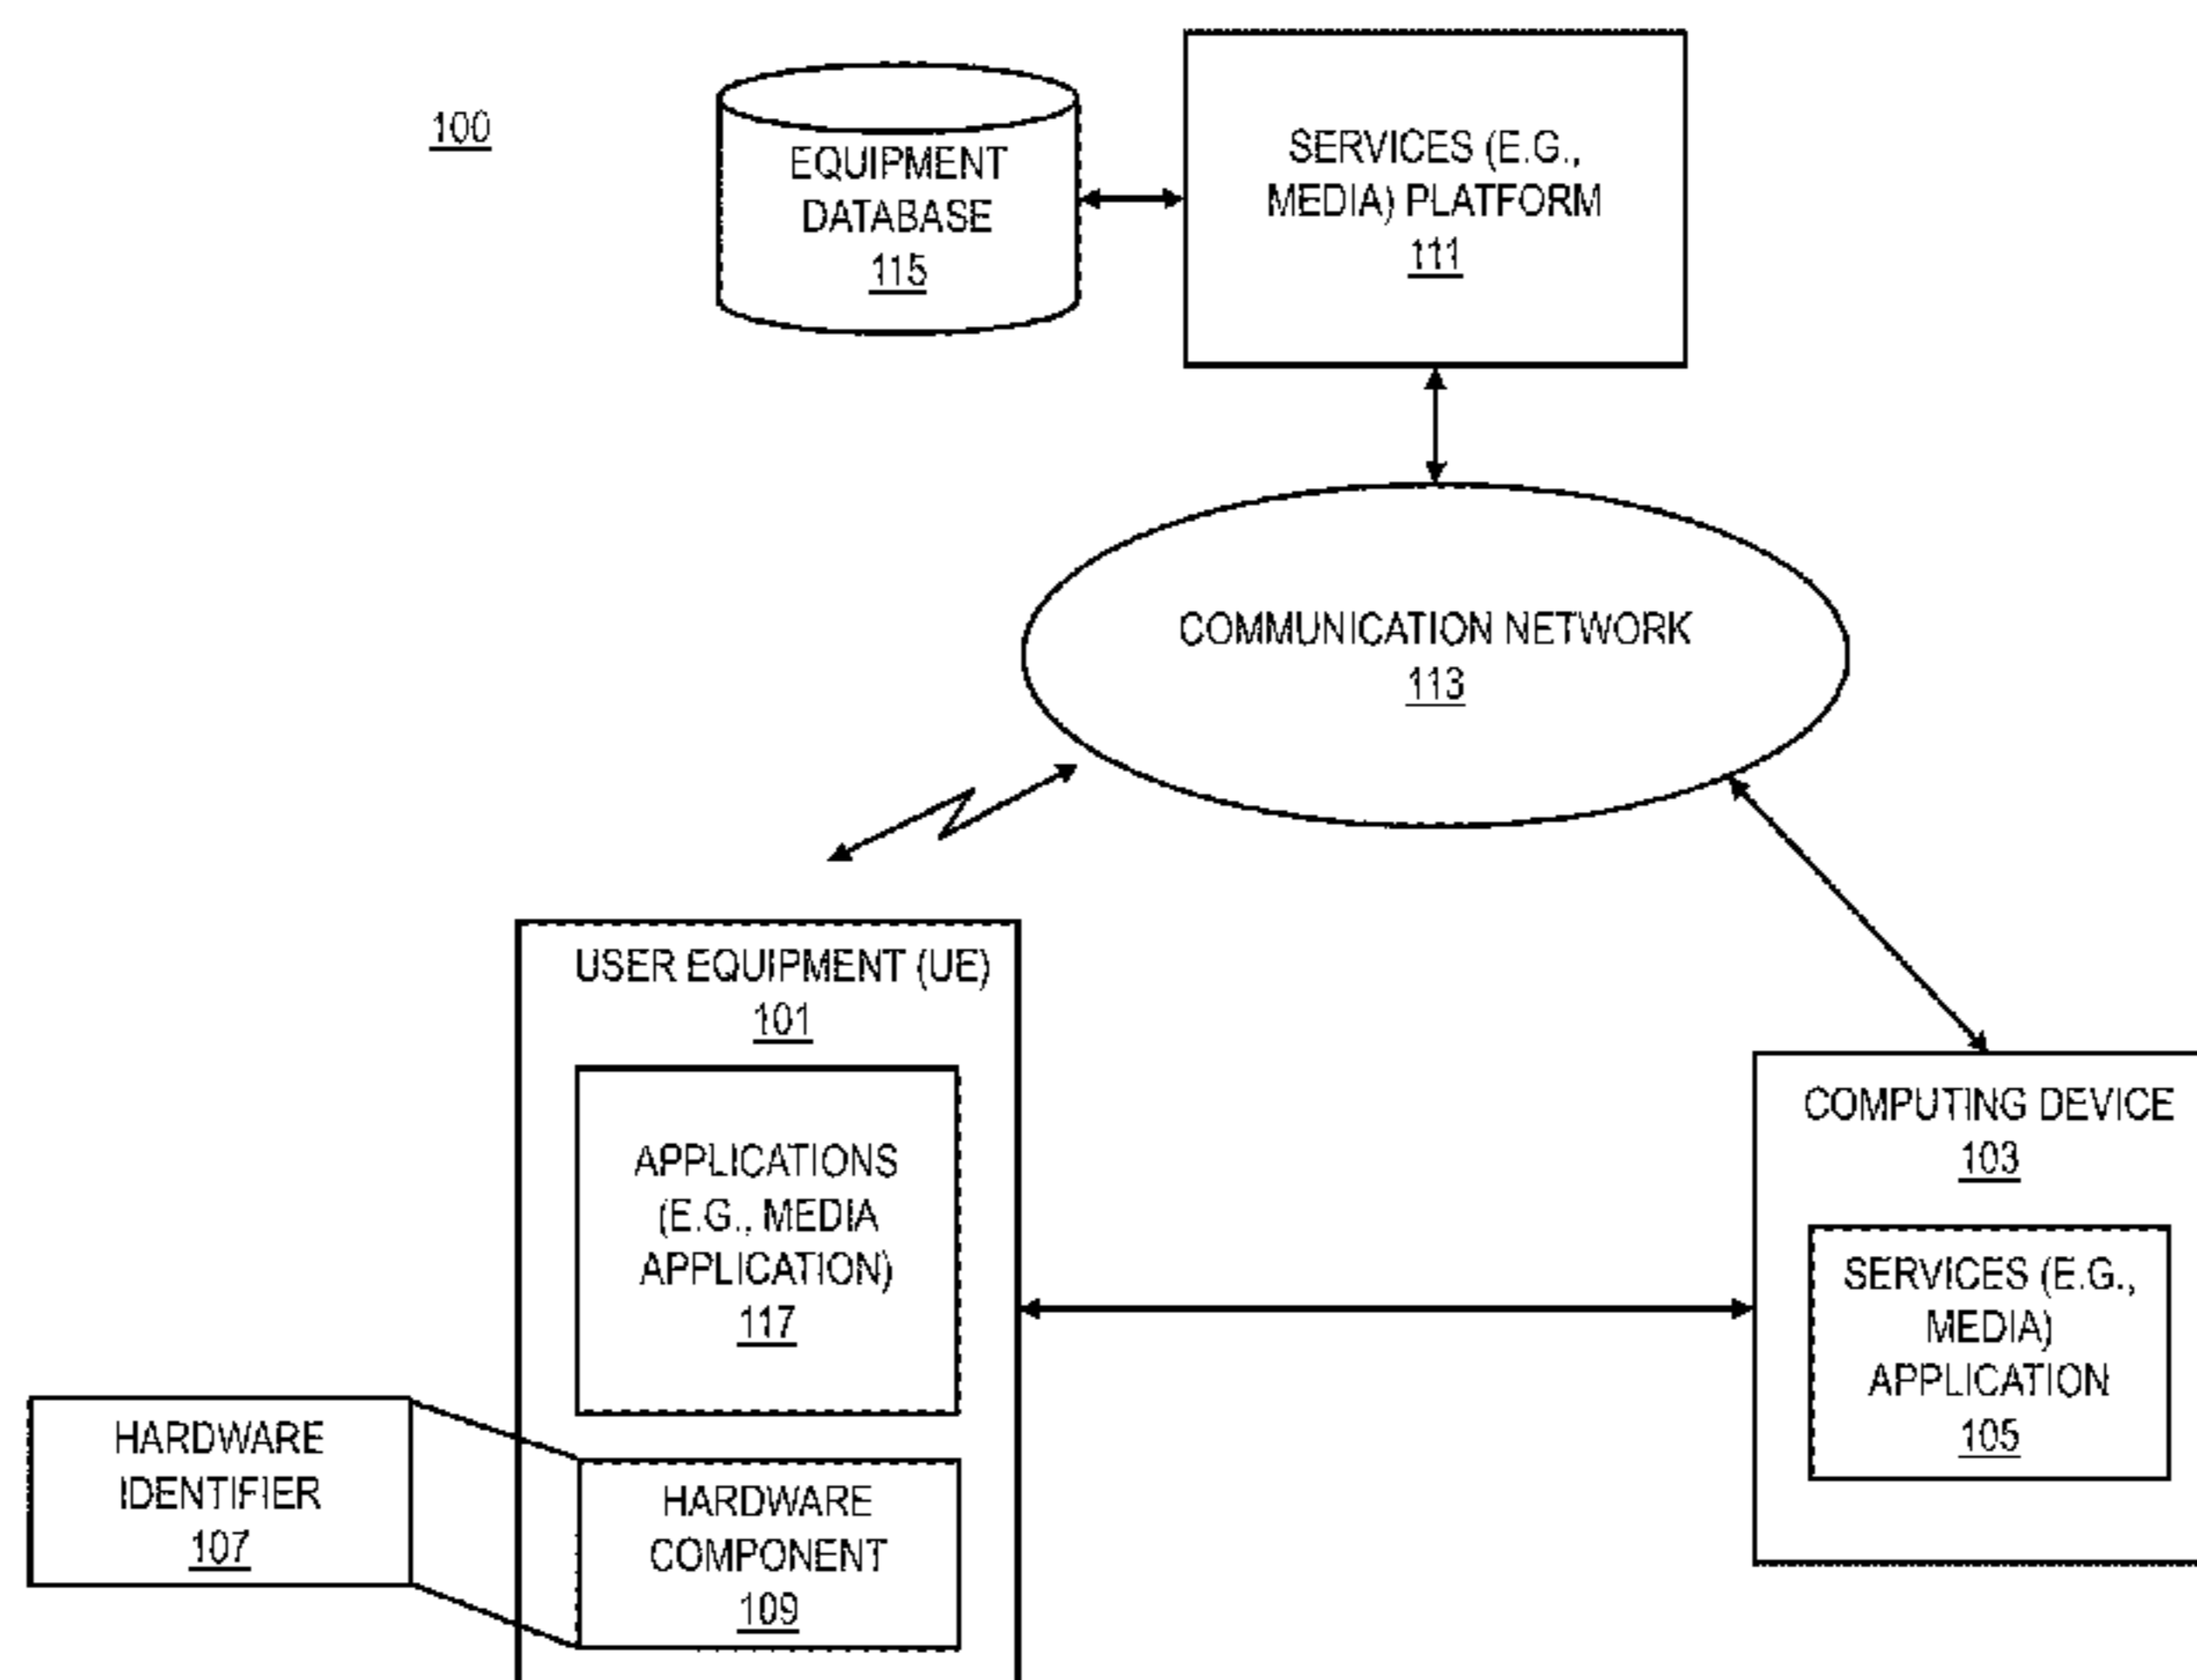 100
EQUIPMENT
DATABASE
115
SERVICES (E.G.,
MEDIA) PLATFORM
111
COMMUNICATION NETWORK
113
USER EQUIPMENT (UE)
101
APPLICATIONS
(E.G., MEDIA
APPLICATION)
117
HARDWARE
IDENTIFIER
107
HARDWARE
COMPONENT
109
COMPUTING DEVICE
103
SERVICES (E.G.,
MEDIA)
APPLICATION
105